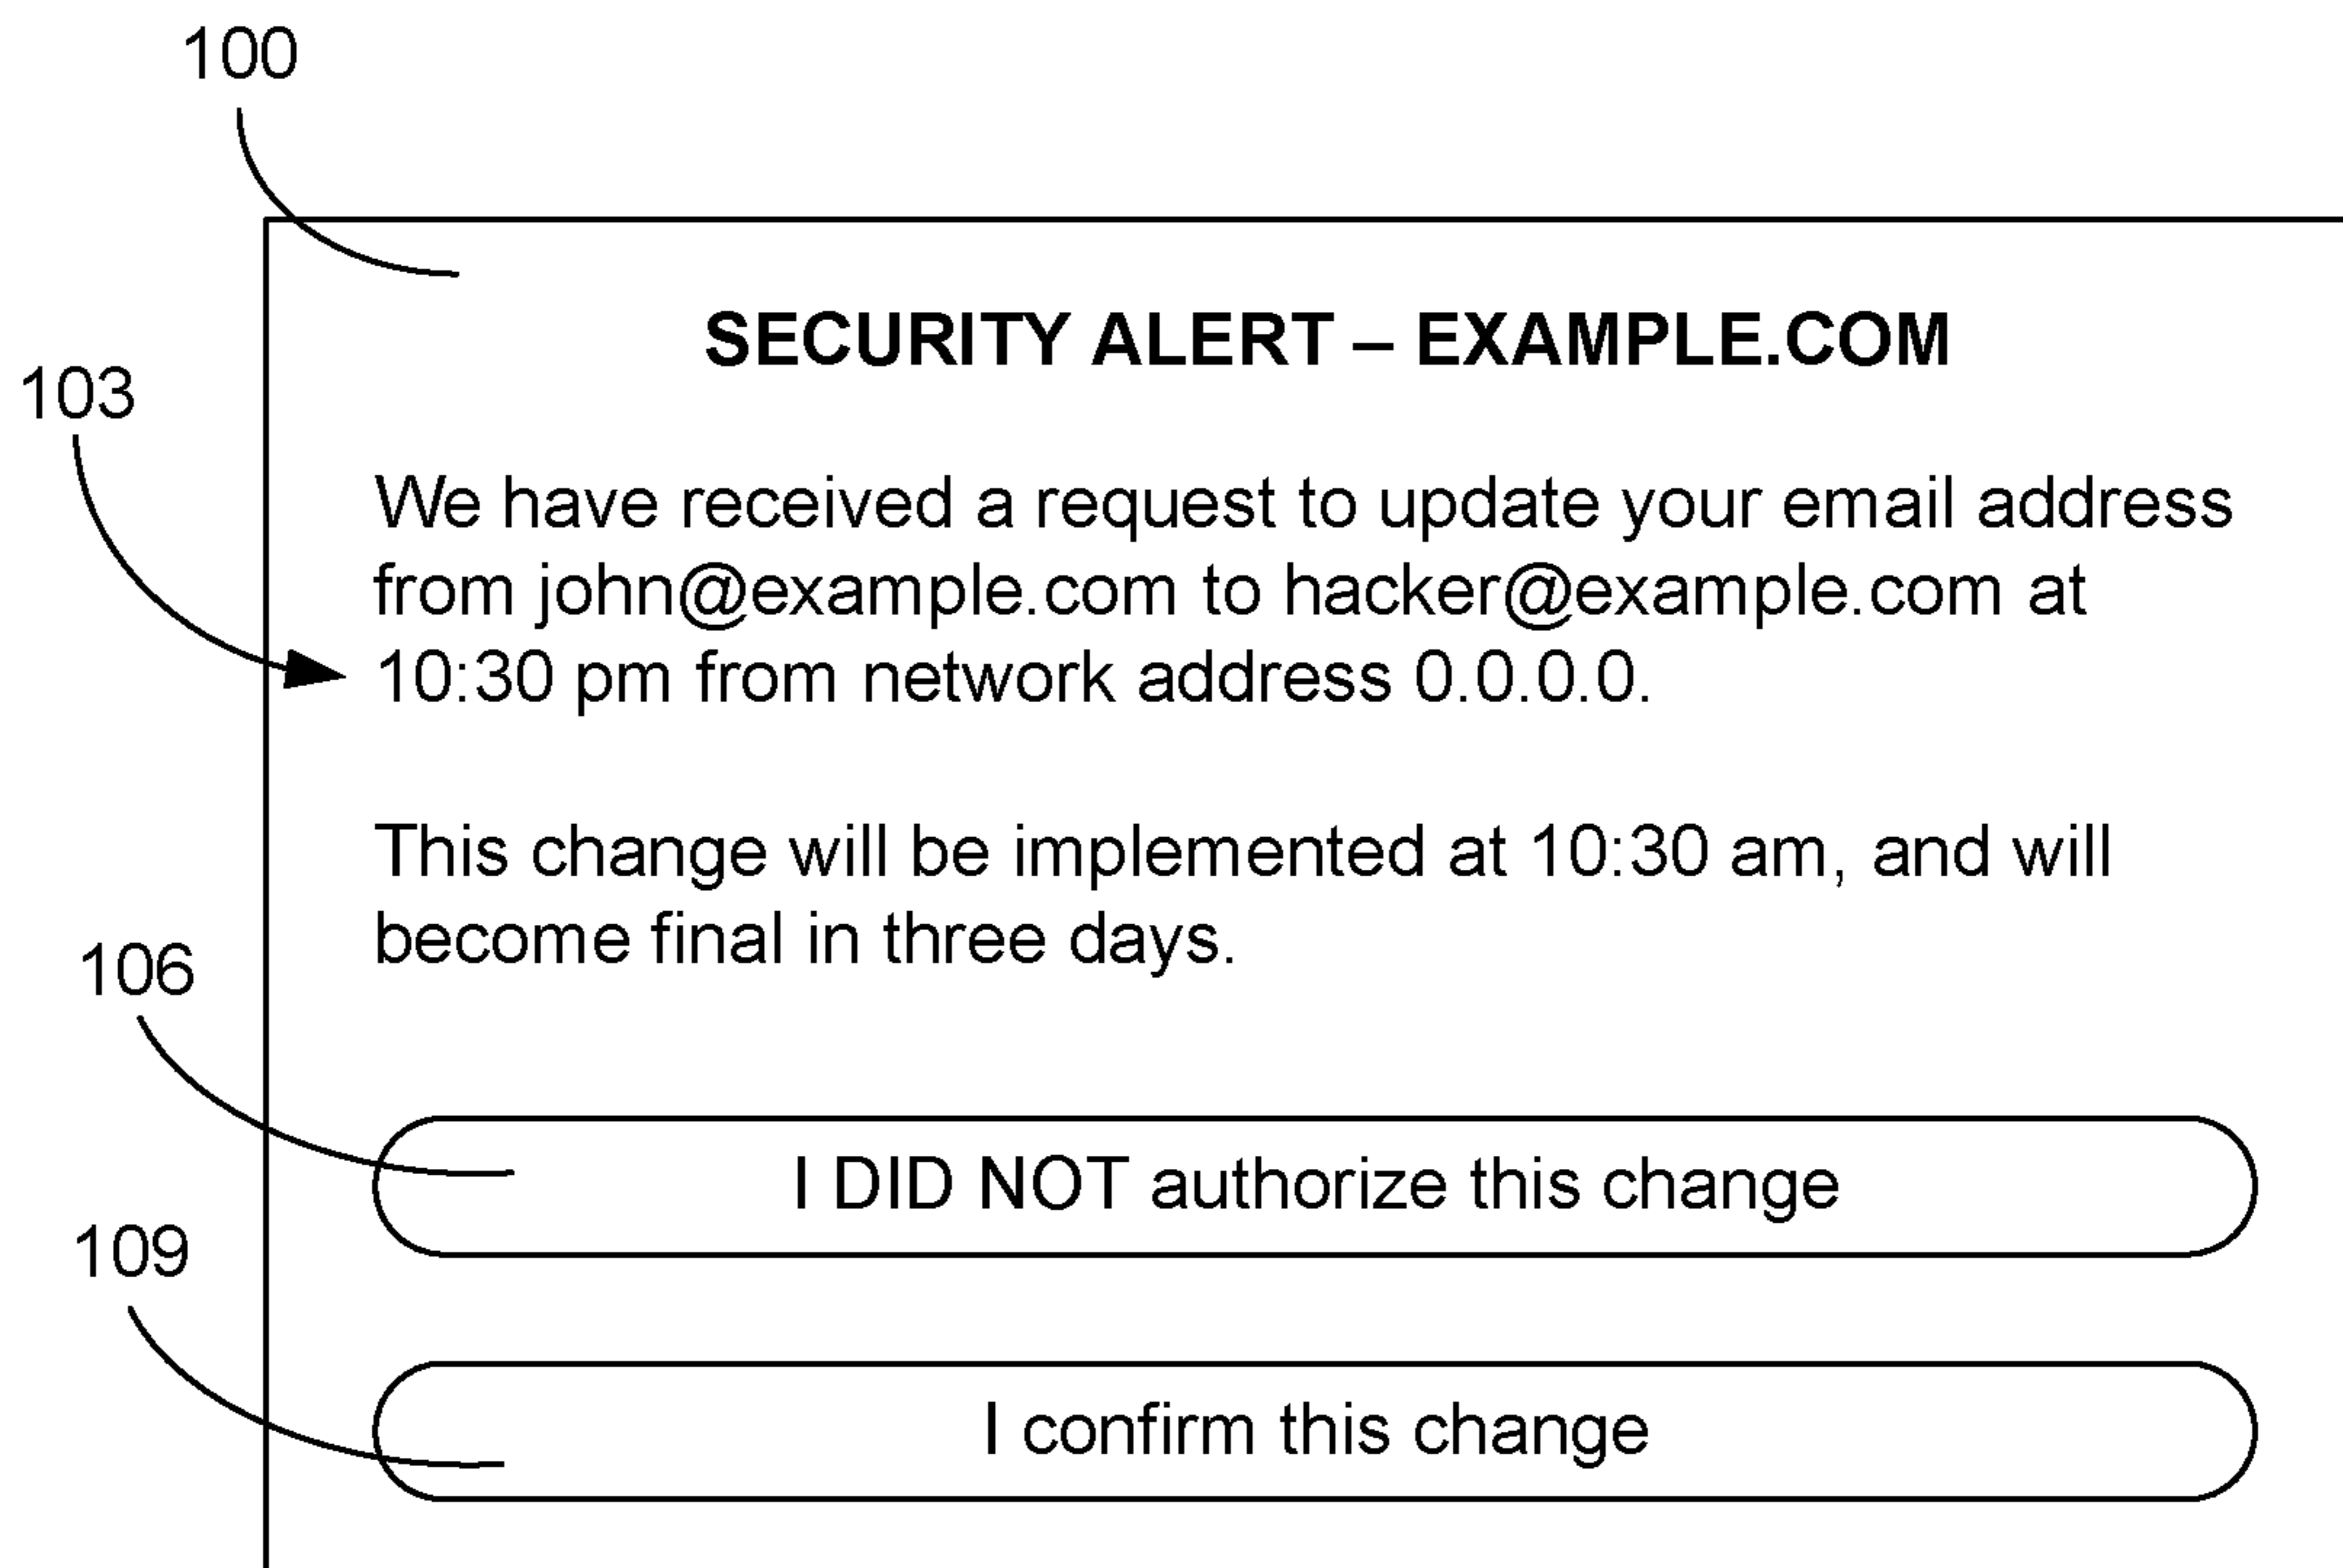 100
SECURITY ALERT – EXAMPLE.COM
103
We have received a request to update your email address
from john@example.com to hacker@example.com at
10:30 pm from network address 0.0.0.0.
This change will be implemented at 10:30 am, and will
become final in three days.
106
I DID NOT authorize this change
109
I confirm this change